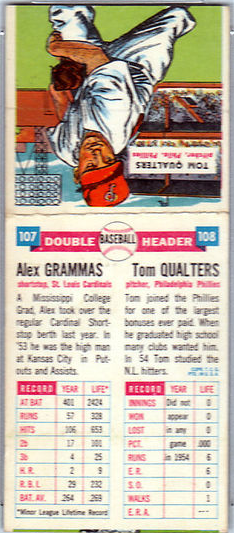 TOM QUALTERS
pitcher, Phila. Phillies
107 DOUBLE BASEBALL HEADER 108
Alex GRAMMAS
shortstop, St. Louis Cardinals
A Mississippi College
Grad, Alex took over the
regular Cardinal Short-
stop berth last year. In
'53 he was the high man
at Kansas City in Put-
outs and Assists.
RECORD YEAR LIFE*
AT BAT 401 2424
RUNS 57 328
HITS 106 653
2b 17 101
3b 4 25
H. R. 2 9
R. B. I. 29 232
BAT. AV. .264 .269
*Minor League Lifetime Record
Tom QUALTERS
pitcher, Philadelphia Phillies
Tom joined the Phillies
for one of the largest
bonuses ever paid. When
he graduated high school
many clubs wanted him.
In 54 Tom studied the
N.L. hitters.
RECORD YEAR LIFE
INNINGS Did not 0
WON appear 0
LOST in any 0
PCT. game .000
RUNS in 1954 6
E.R. 6
S.O. 0
WALKS 1
E.R.A. ---